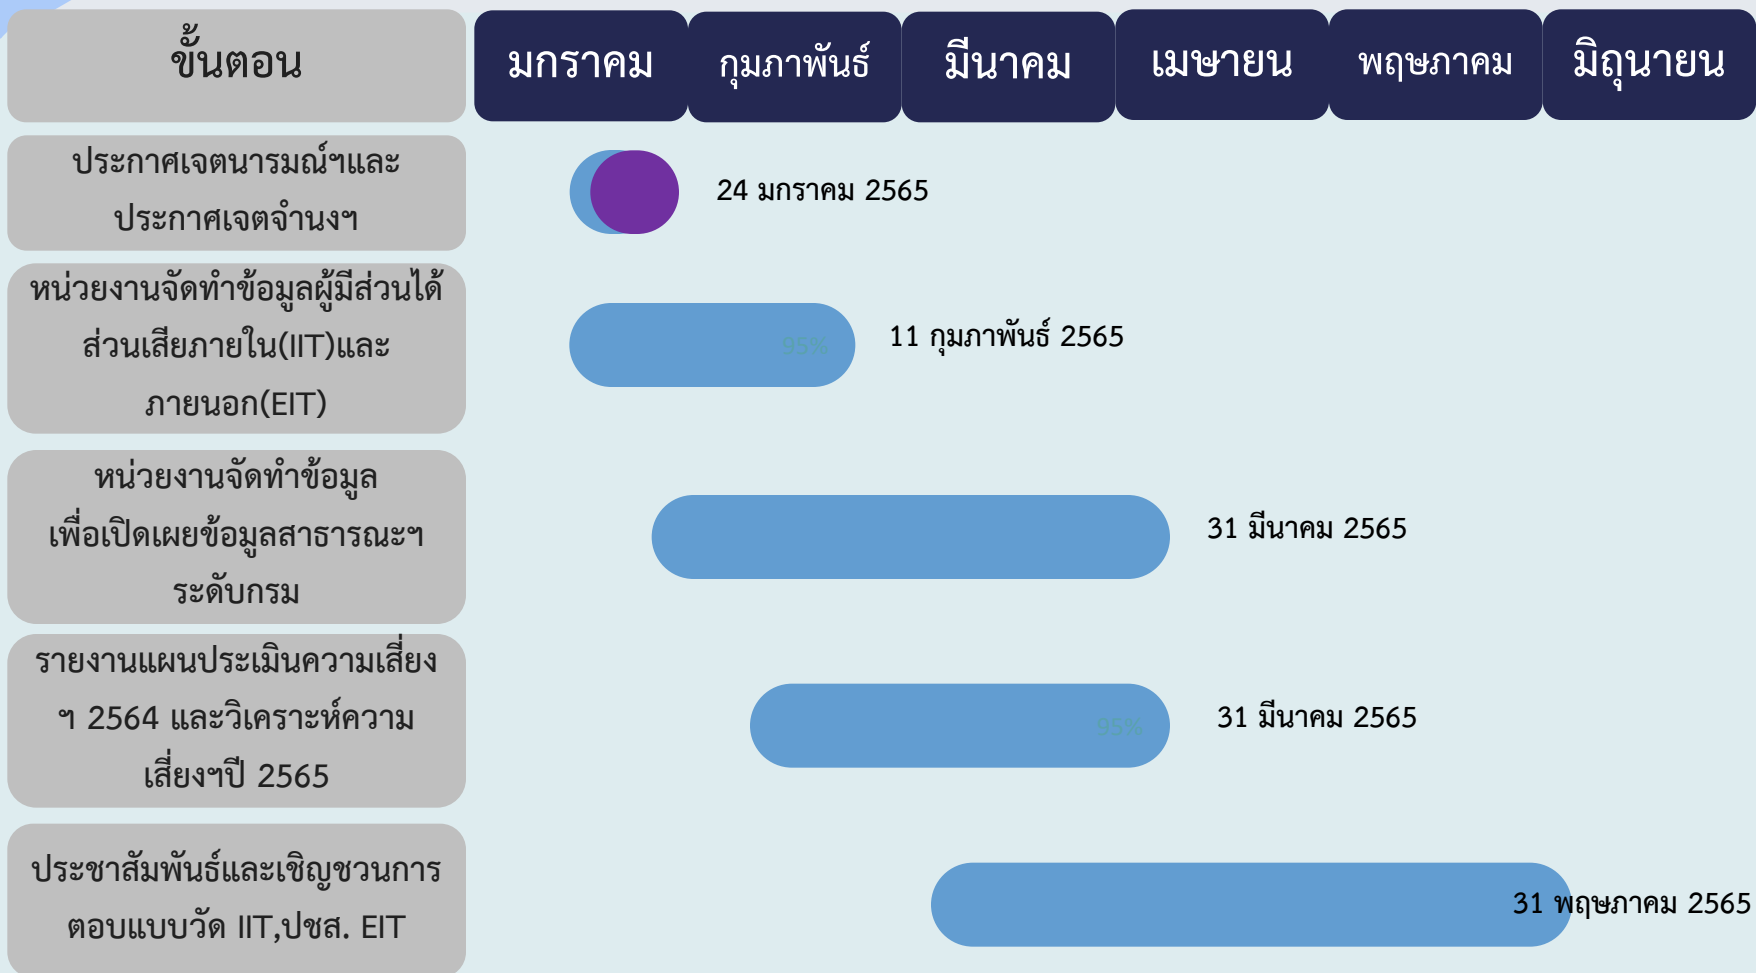 ขั้นตอน
มกราคม
กุมภาพันธ์
มีนาคม
เมษายน
พฤษภาคม
มิถุนายน
ประกาศเจตนารมณ์ฯและ
ประกาศเจตจำนงฯ
24 มกราคม 2565
หน่วยงานจัดทำข้อมูลผู้มีส่วนได้
ส่วนเสียภายใน(IIT)และ
ภายนอก(EIT)
95%
11 กุมภาพันธ์ 2565
หน่วยงานจัดทำข้อมูล
เพื่อเปิดเผยข้อมูลสาธารณะฯ
ระดับกรม
31 มีนาคม 2565
รายงานแผนประเมินความเสี่ยง
ฯ 2564 และวิเคราะห์ความ
เสี่ยงฯปี 2565
95%
31 มีนาคม 2565
ประชาสัมพันธ์และเชิญชวนการ
ตอบแบบวัด IIT,ปชส. EIT
31 พฤษภาคม 2565